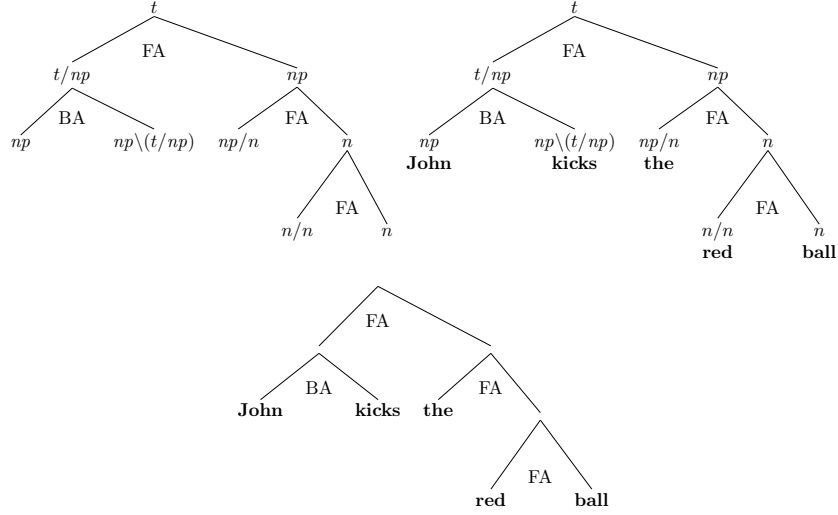 t t
FA FA
t/np np t/np np
BA FA BA FA
np np\(t/np) np/n n np np\(t/np) np/n n
John kicks the
FA FA
n/n n n/n n
red ball
FA
BA FA
John kicks the
FA
red ball